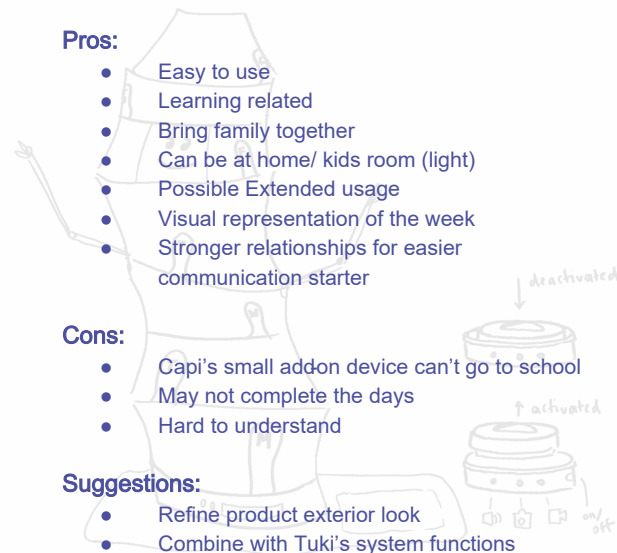 Pros:
● Easy to use
● Learning related
● Bring family together
● Can be at home/ kids room (light)
● Possible Extended usage
● Visual representation of the week
● Stronger relationships for easier
communication starter
deactivated
Cons:
● Capi's small addon device can't go to school
● May not complete the days
activated
● Hard to understand
M
Suggestions:
● Refine product exterior look
on/
off
● Combine with Tuki's system functions